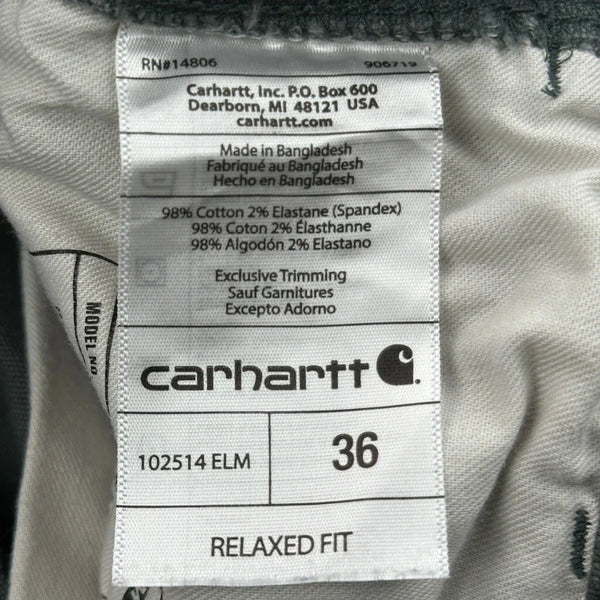 RN#14806 906719
Carhartt, Inc. P.O. Box 600
Dearborn, MI 48121 USA
carhartt.com
Made in Bangladesh
Fabriqué au Bangladesh
Hecho en Bangladesh
98% Cotton 2% Elastane (Spandex)
98% Coton 2% Élasthanne
98% Algodón 2% Elastano
Exclusive Trimming
Sauf Garnitures
Excepto Adorno
carhartt
102514 ELM
36
RELAXED FIT
MODEL NO.